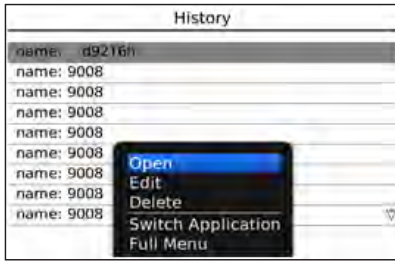 History
name: d9216h
name: 9008
name: 9008
name: 9008
name: 9008
name: 9008
name: 9008
name: 9008
name: 9008
Open
Edit
Delete
Switch Application
Full Menu